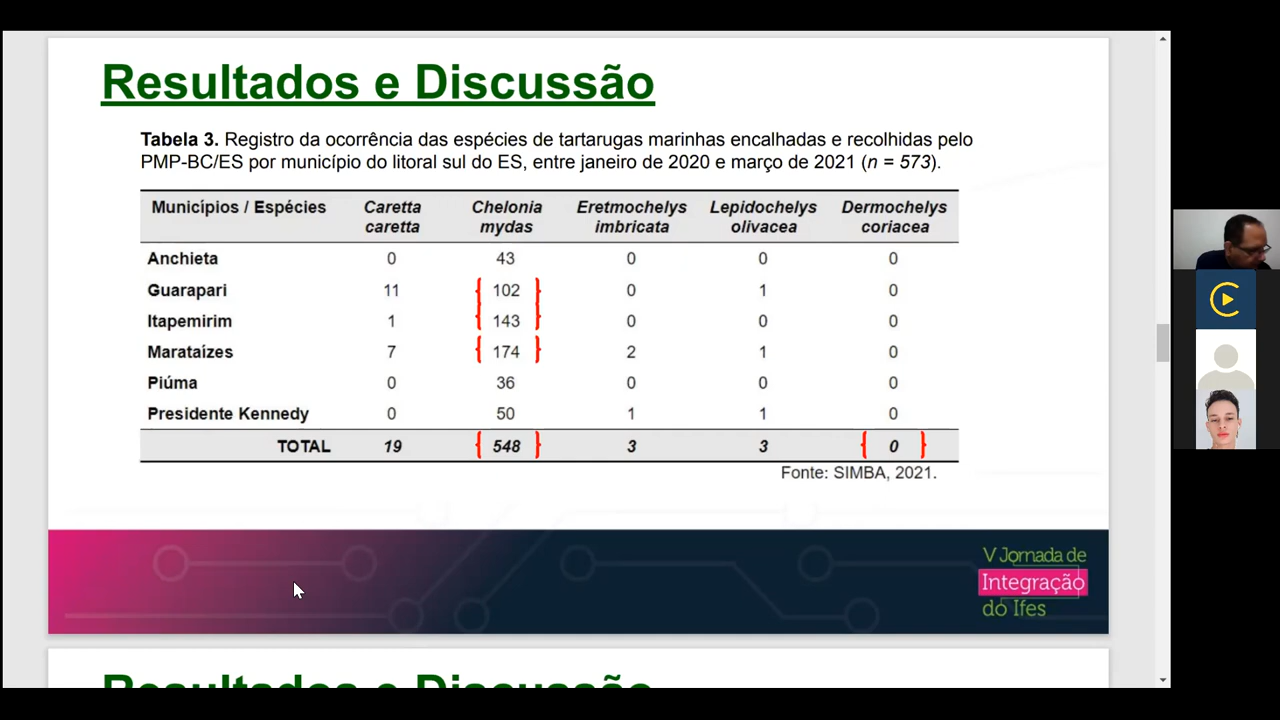 Resultados e Discussão
Tabela 3. Registro da ocorrência das espécies de tartarugas marinhas encalhadas e recolhidas pelo
PMP-BC/ES por município do litoral sul do ES, entre janeiro de 2020 e março de 2021 (n = 573).
Municípios / Espécies Caretta caretta Chelonia mydas Eretmochelys imbricata Lepidochelys olivacea Dermochelys coriacea
Anchieta 0 43 0 0 0
Guarapari 11 102 0 1 0
Itapemirim 1 143 0 0 0
Marataízes 7 174 2 1 0
Piúma 0 36 0 0 0
Presidente Kennedy 0 50 1 1 0
TOTAL 19 548 3 3 0
Fonte: SIMBA, 2021.
V Jornada de
Integração
do Ifes
Resultados e Discussão